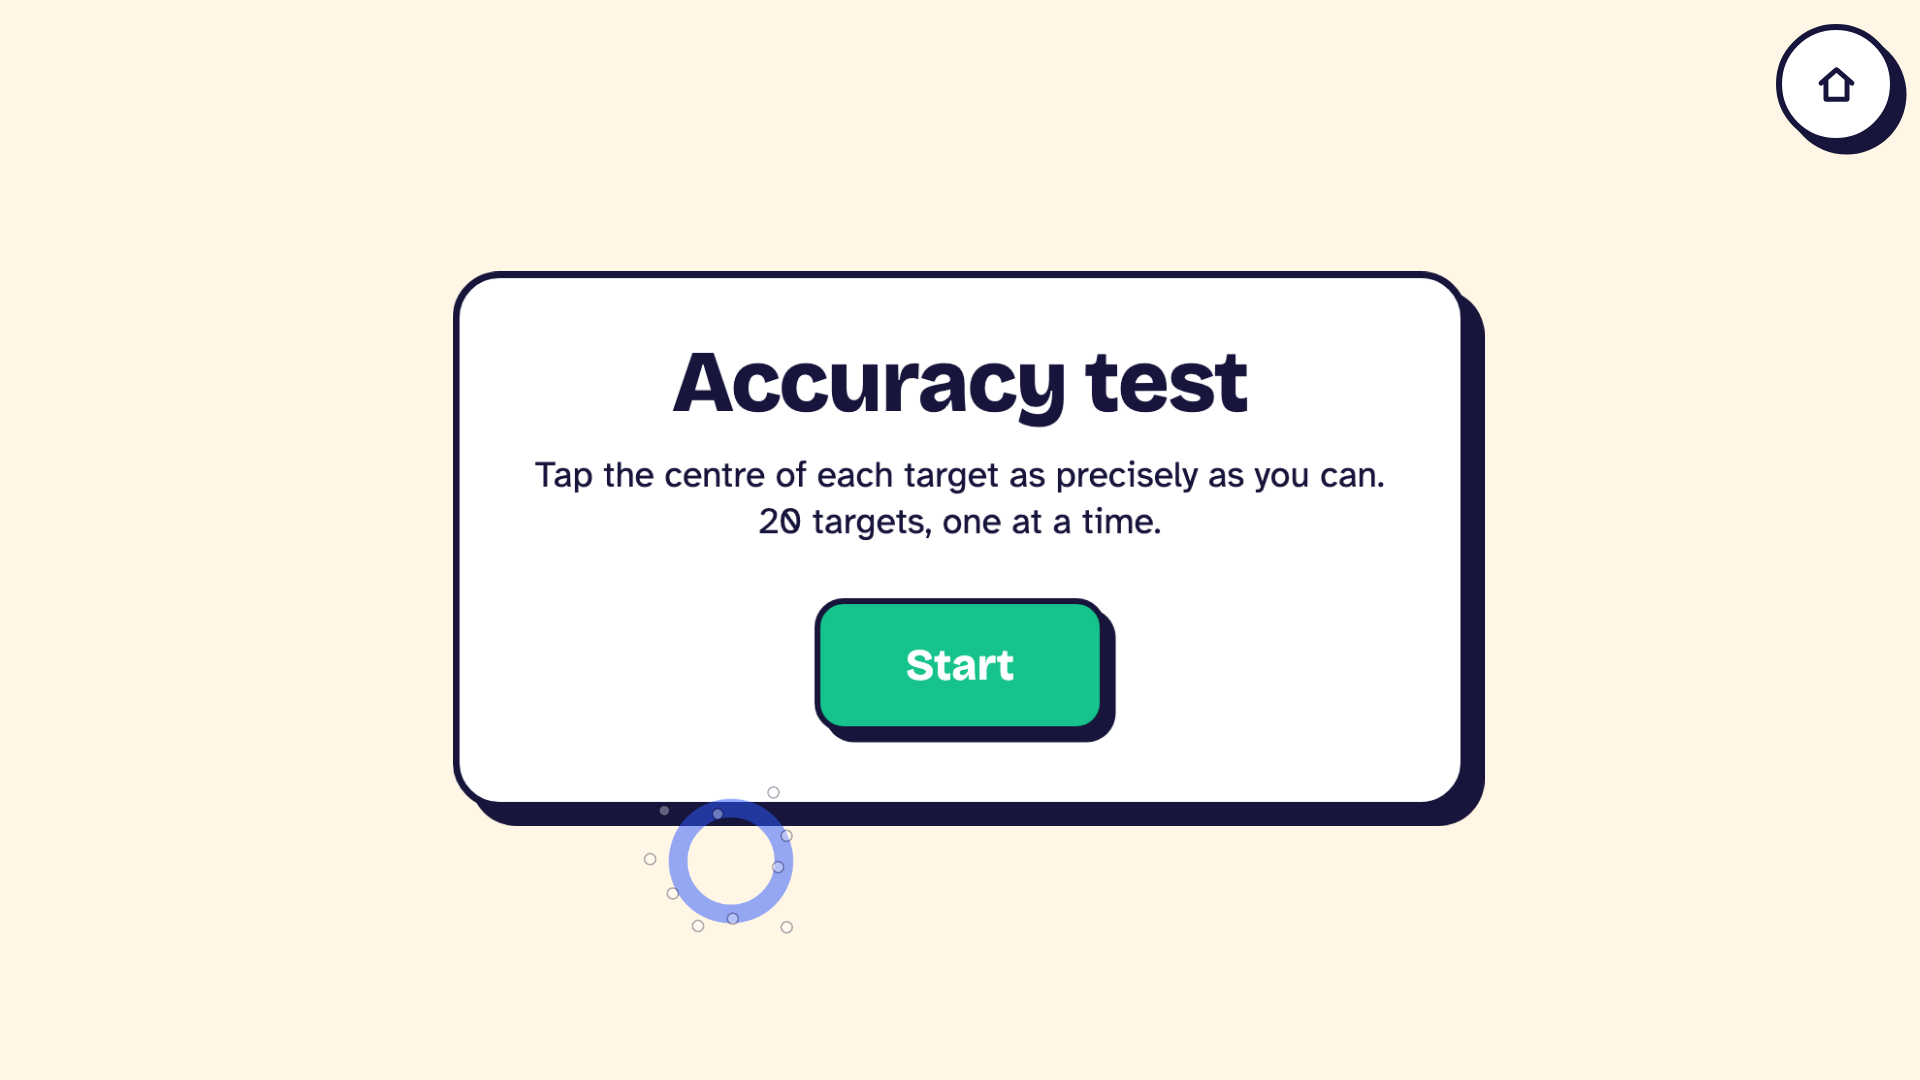 Accuracy test
Tap the centre of each target as precisely as you can.
20 targets, one at a time.
Start